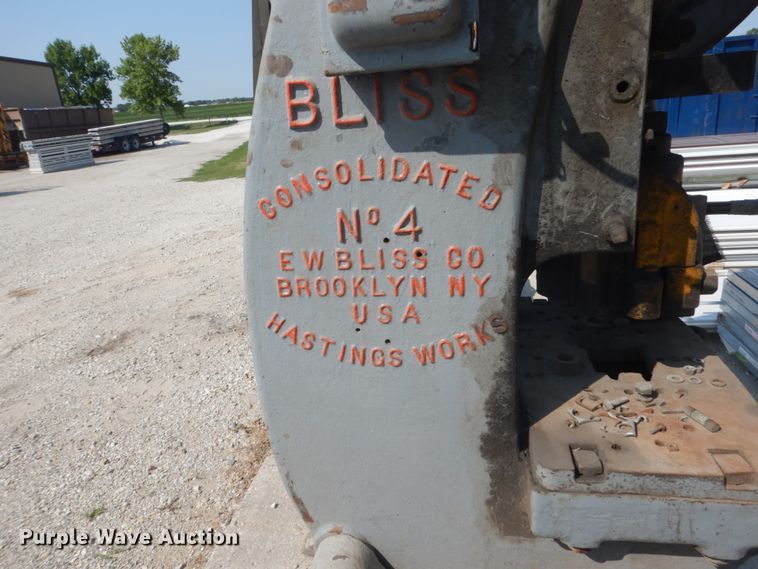 BLISS
CONSOLIDATED
No 4
E W BLISS CO
BROOKLYN NY
USA
HASTINGS WORKS
Purple Wave Auction